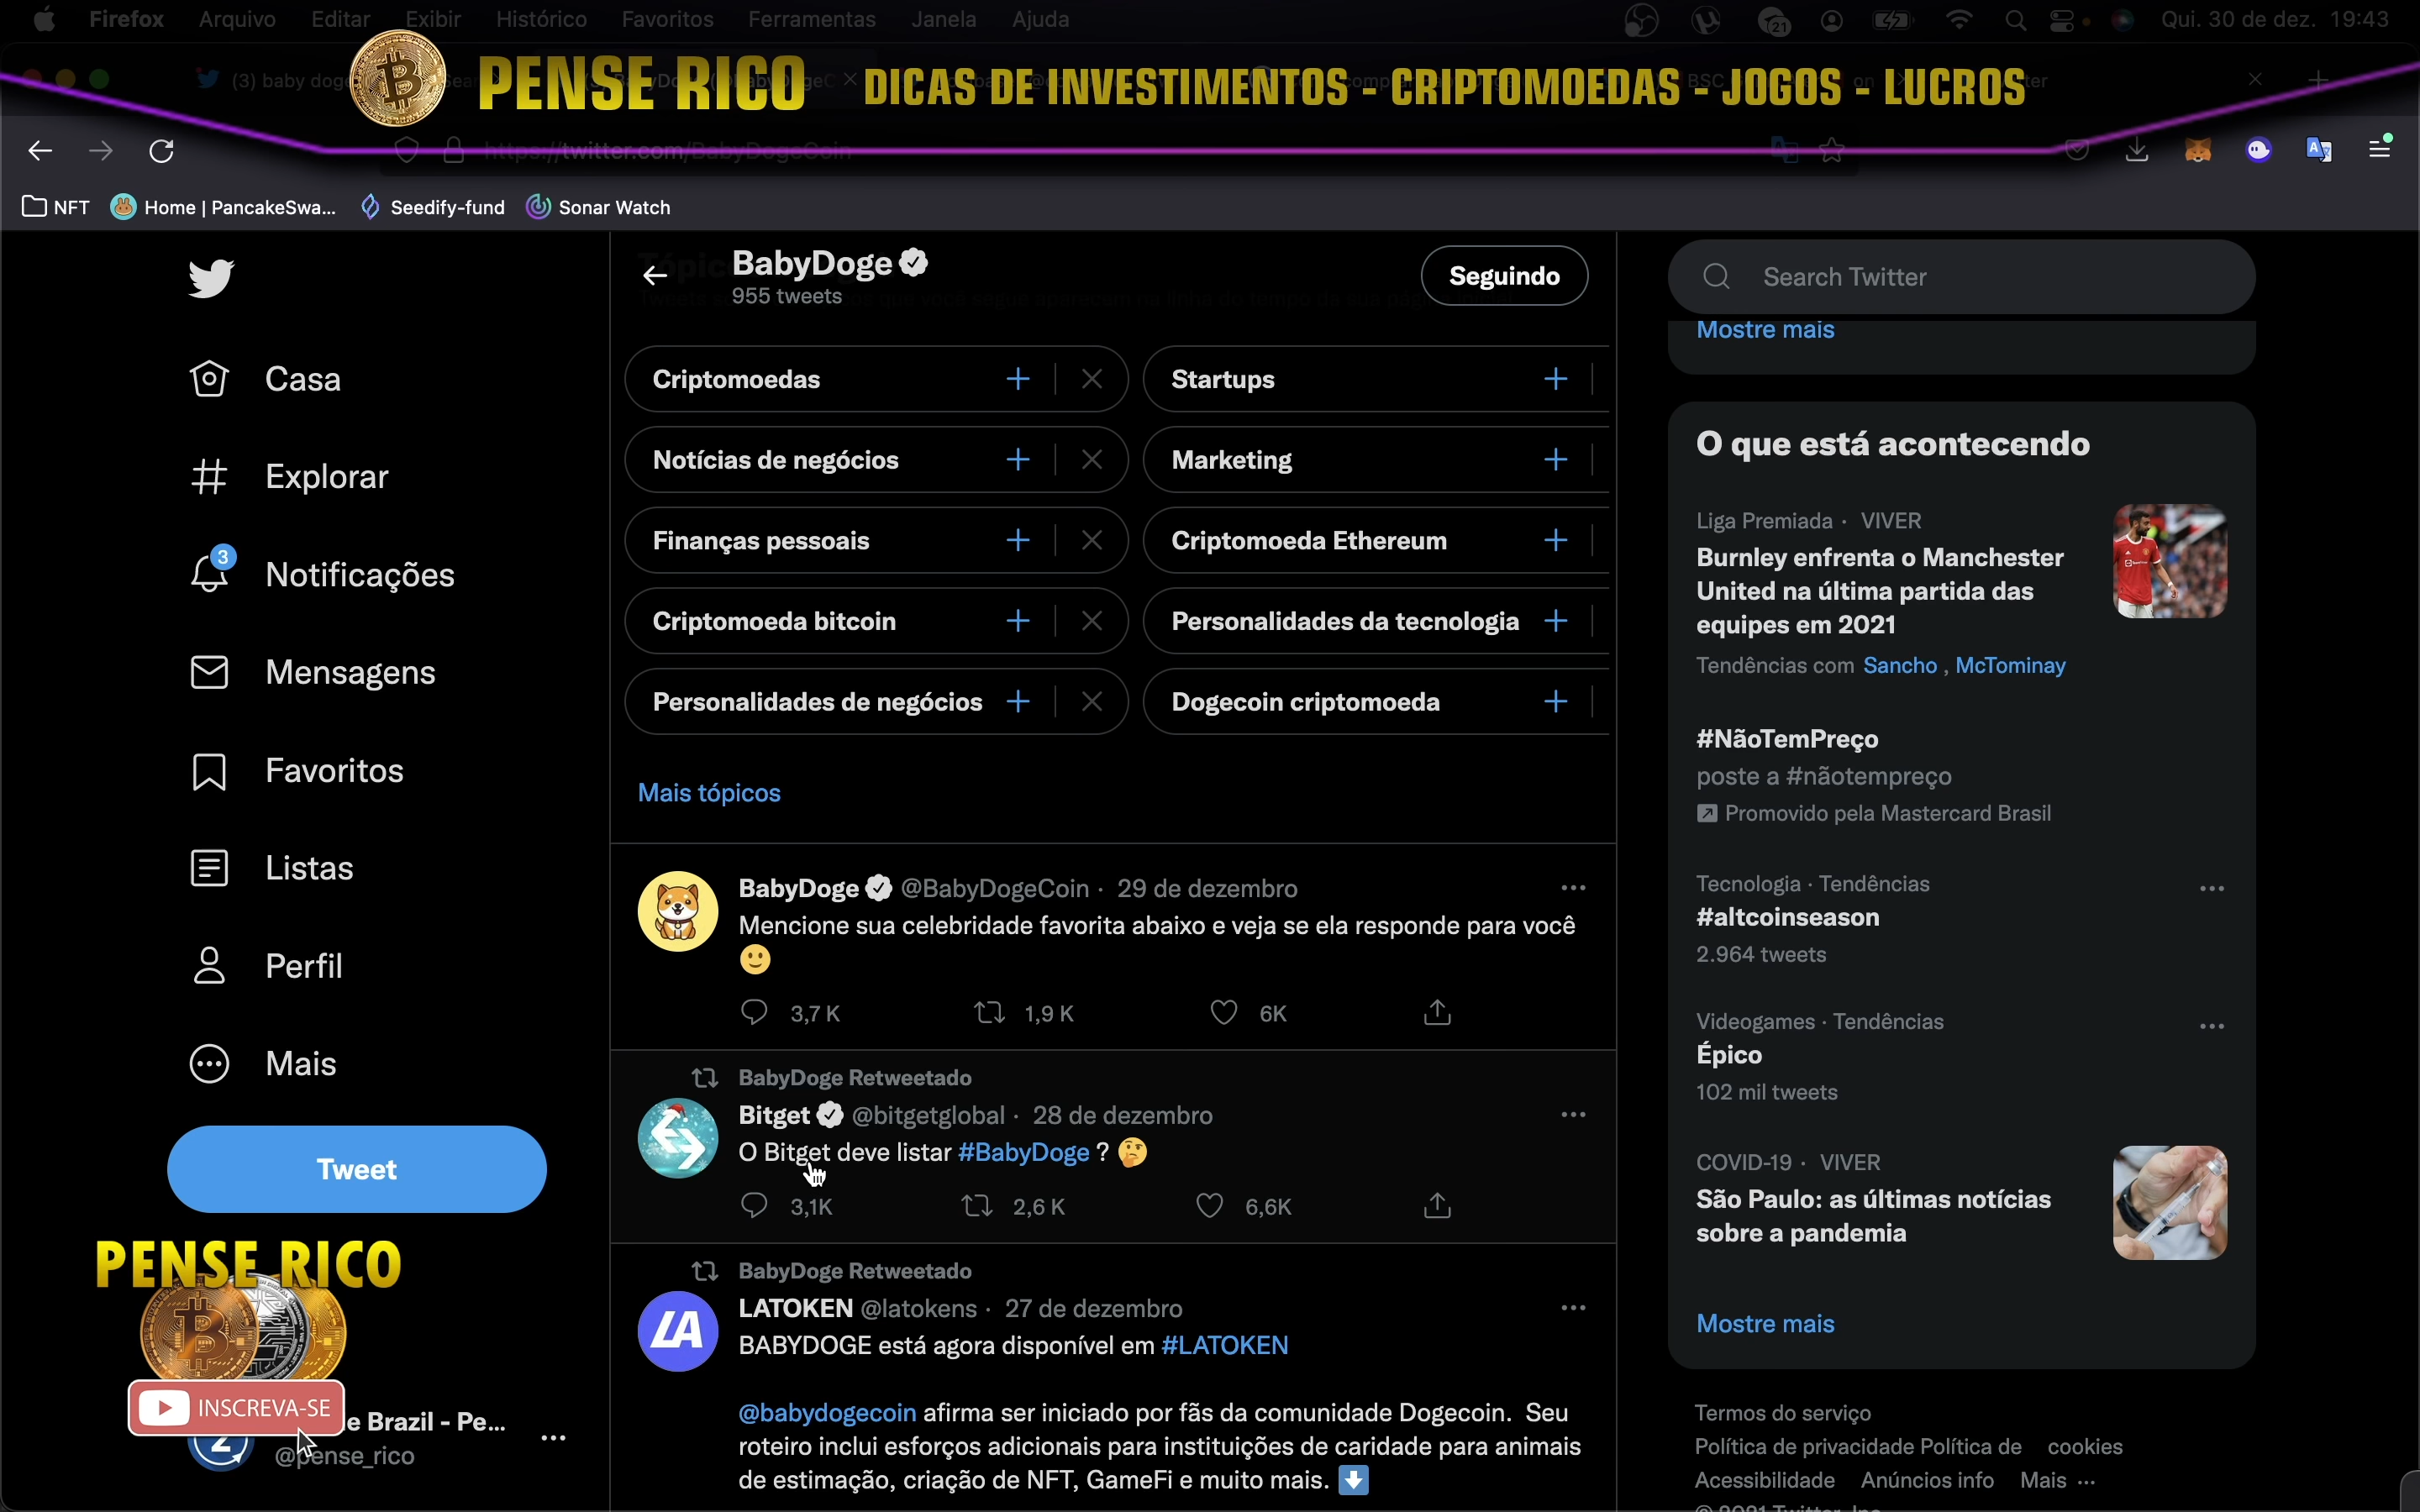 Firefox Arquivo Editar Exibir Histórico Favoritos Ferramentas Janela Ajuda
21
Qui. 30 de dez. 19:43
PENSE RICO
DICAS DE INVESTIMENTOS - CRIPTOMOEDAS - JOGOS - LUCROS
(3) baby doge
https://twitter.com/BabyDogeCoin
NFT
Home | PancakeSwa...
Seedify-fund
Sonar Watch
BabyDoge
955 tweets
Seguindo
Casa
Explorar
3
Notificações
Mensagens
Favoritos
Listas
Perfil
Mais
Tweet
PENSE RICO
INSCREVA-SE
e Brazil - Pe...
@pense_rico
Criptomoedas
Startups
Notícias de negócios
Marketing
Finanças pessoais
Criptomoeda Ethereum
Criptomoeda bitcoin
Personalidades da tecnologia
Personalidades de negócios
Dogecoin criptomoeda
Mais tópicos
BabyDoge @BabyDogeCoin · 29 de dezembro
Mencione sua celebridade favorita abaixo e veja se ela responde para você
🙂
3,7 K 1,9 K 6K
BabyDoge Retweetado
Bitget @bitgetglobal · 28 de dezembro
O Bitget deve listar #BabyDoge ? 🤔
3,1K 2,6 K 6,6K
BabyDoge Retweetado
LA
LATOKEN @latokens · 27 de dezembro
BABYDOGE está agora disponível em #LATOKEN
@babydogecoin afirma ser iniciado por fãs da comunidade Dogecoin. Seu
roteiro inclui esforços adicionais para instituições de caridade para animais
de estimação, criação de NFT, GameFi e muito mais. ⬇️
Search Twitter
Mostre mais
O que está acontecendo
Liga Premiada · VIVER
Burnley enfrenta o Manchester
United na última partida das
equipes em 2021
Tendências com Sancho , McTominay
#NãoTemPreço
poste a #nãotempreço
Promovido pela Mastercard Brasil
Tecnologia · Tendências
#altcoinseason
2.964 tweets
Videogames · Tendências
Épico
102 mil tweets
COVID-19 · VIVER
São Paulo: as últimas notícias
sobre a pandemia
Mostre mais
Termos do serviço
Política de privacidade Política de cookies
Acessibilidade Anúncios info Mais ···
© 2021 Twitter, Inc.